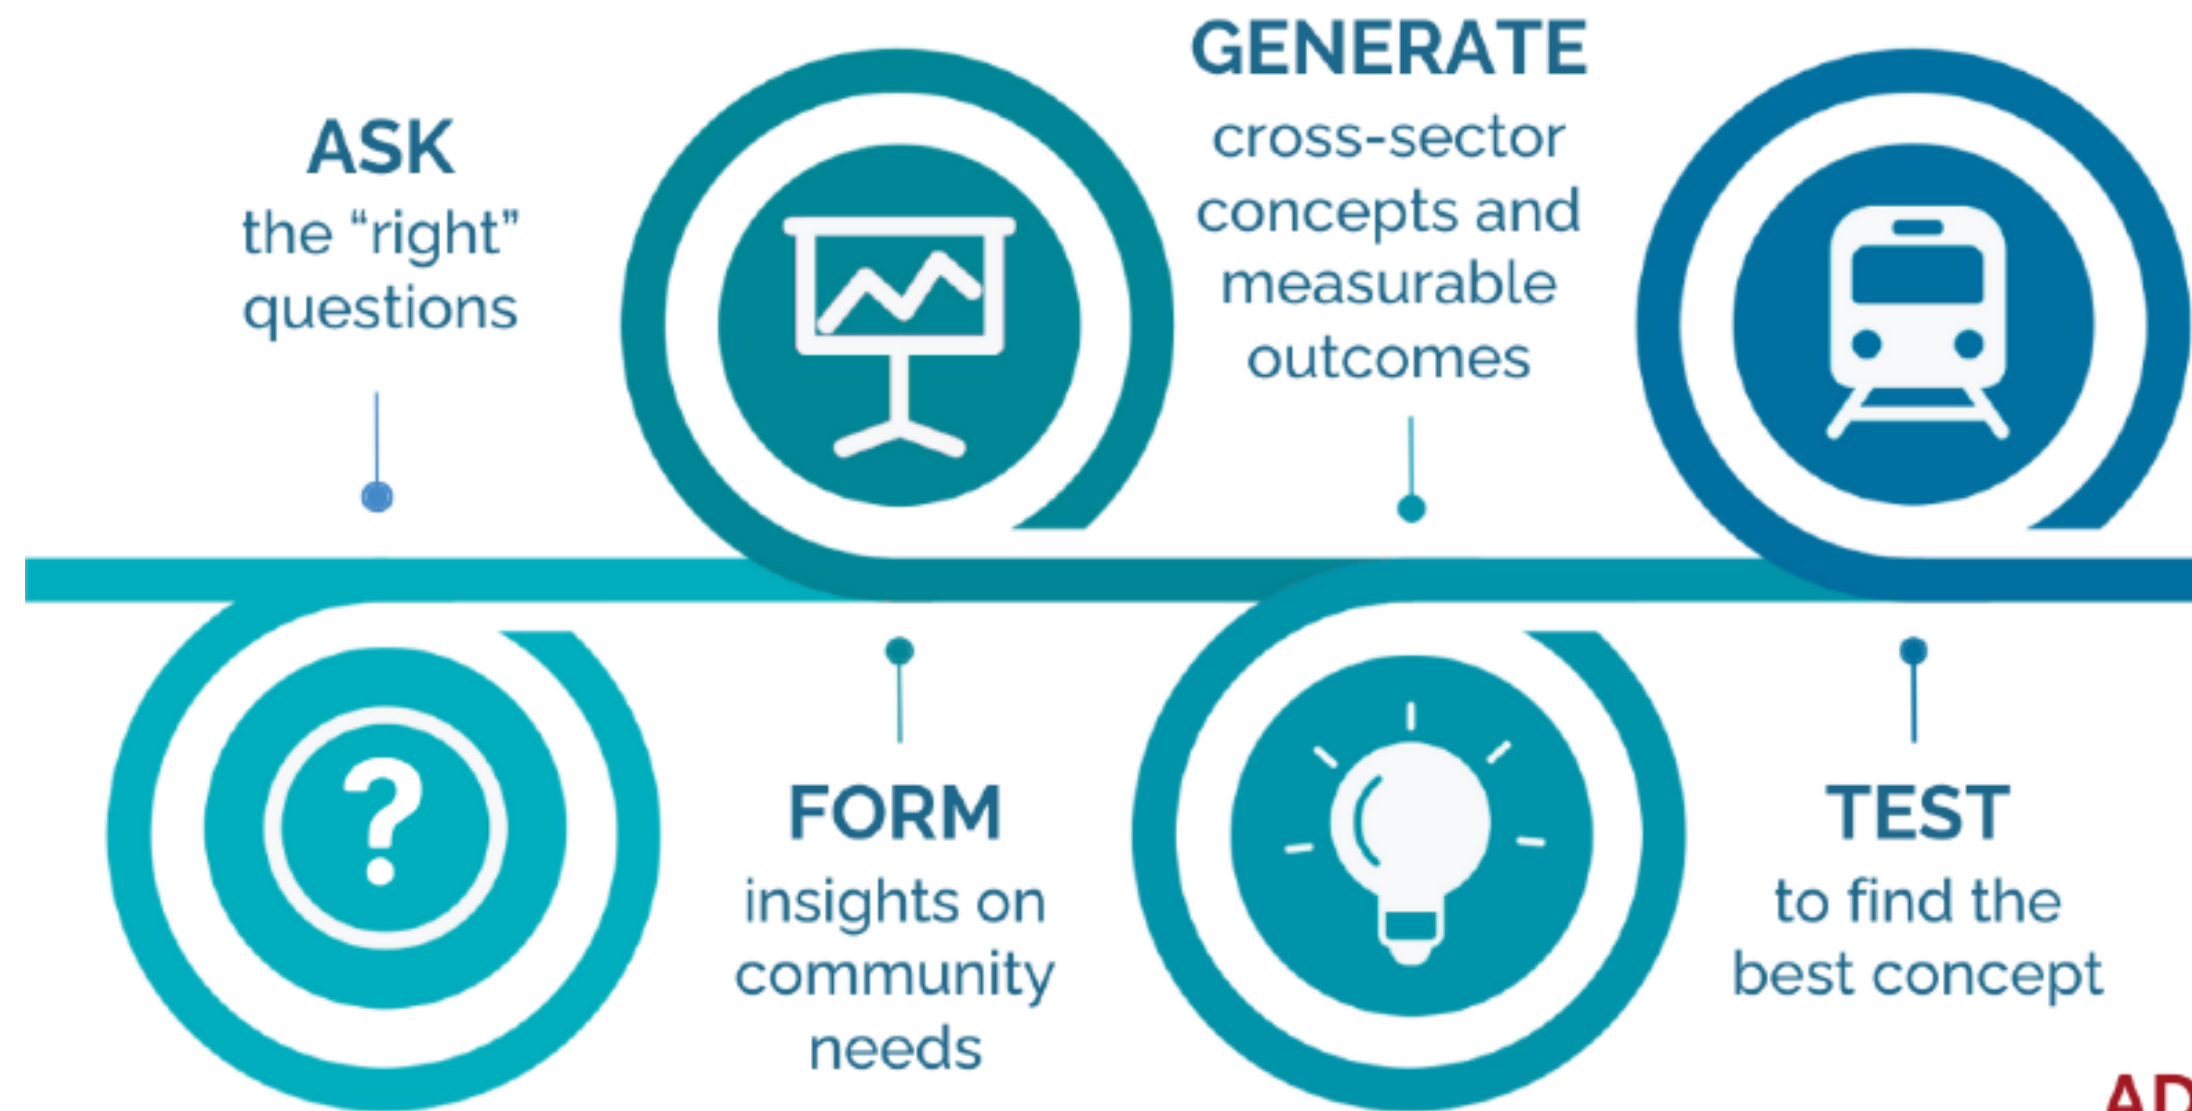 ASK
the “right”
questions
FORM
insights on
community
needs
GENERATE
cross-sector
concepts and
measurable
outcomes
TEST
to find the
best concept
?